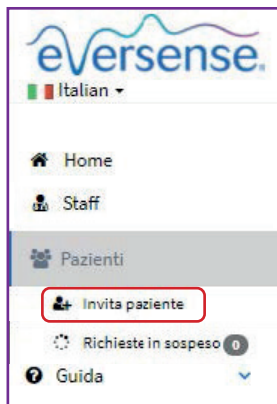 eversense.
Italian
Home
Staff
Pazienti
Invita paziente
Richieste in sospeso 0
Guida